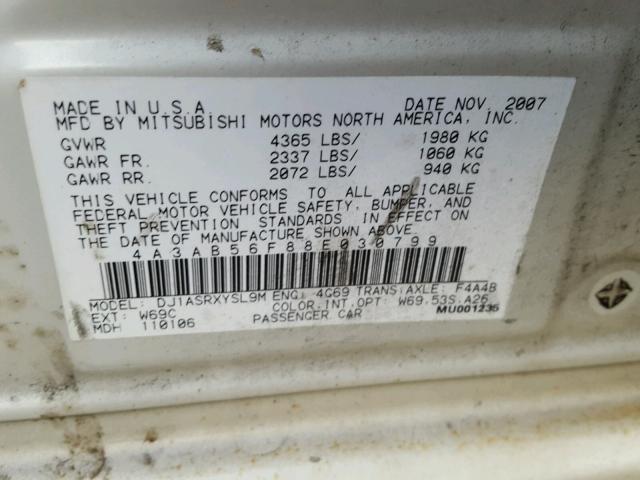 MADE IN U.S.A. DATE NOV. 2007
MFD BY MITSUBISHI MOTORS NORTH AMERICA, INC.
GVWR 4365 LBS/ 1980 KG
GAWR FR. 2337 LBS/ 1060 KG
GAWR RR. 2072 LBS/ 940 KG
THIS VEHICLE CONFORMS TO ALL APPLICABLE
FEDERAL MOTOR VEHICLE SAFETY, BUMPER, AND
THEFT PREVENTION STANDARDS IN EFFECT ON
THE DATE OF MANUFACTURE SHOWN ABOVE.
4A3AB56F88E030799
MODEL: DJ1ASRXYSL9M ENG: 4G69 TRANS.AXLE: F4A4B
EXT: W69C COLOR.INT.OPT: W69.53S.A26
MDH 110106 PASSENGER CAR MU001235